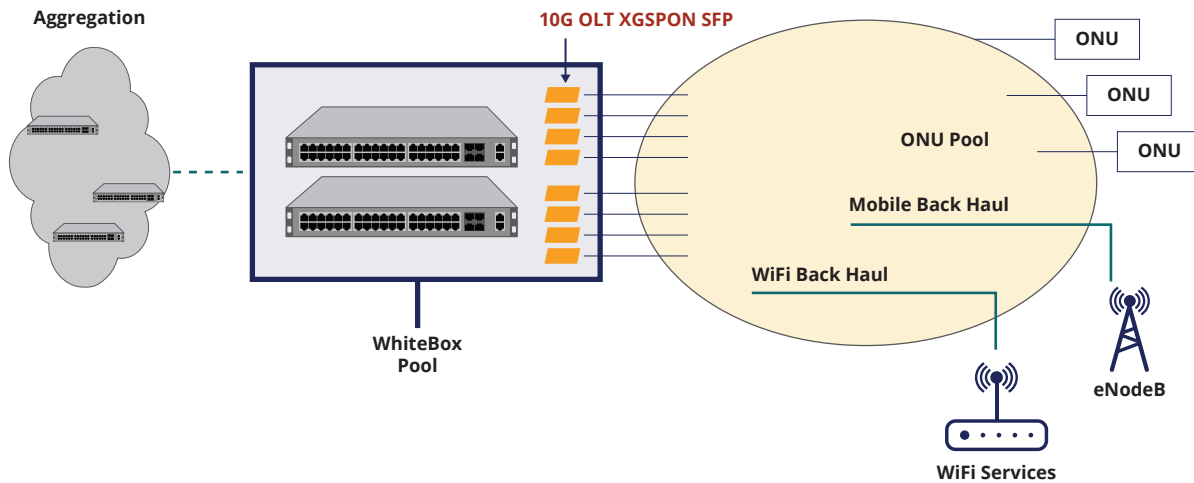 Aggregation
10G OLT XGSPON SFP
ONU
ONU
ONU
ONU Pool
Mobile Back Haul
WiFi Back Haul
WhiteBox
Pool
eNodeB
WiFi Services